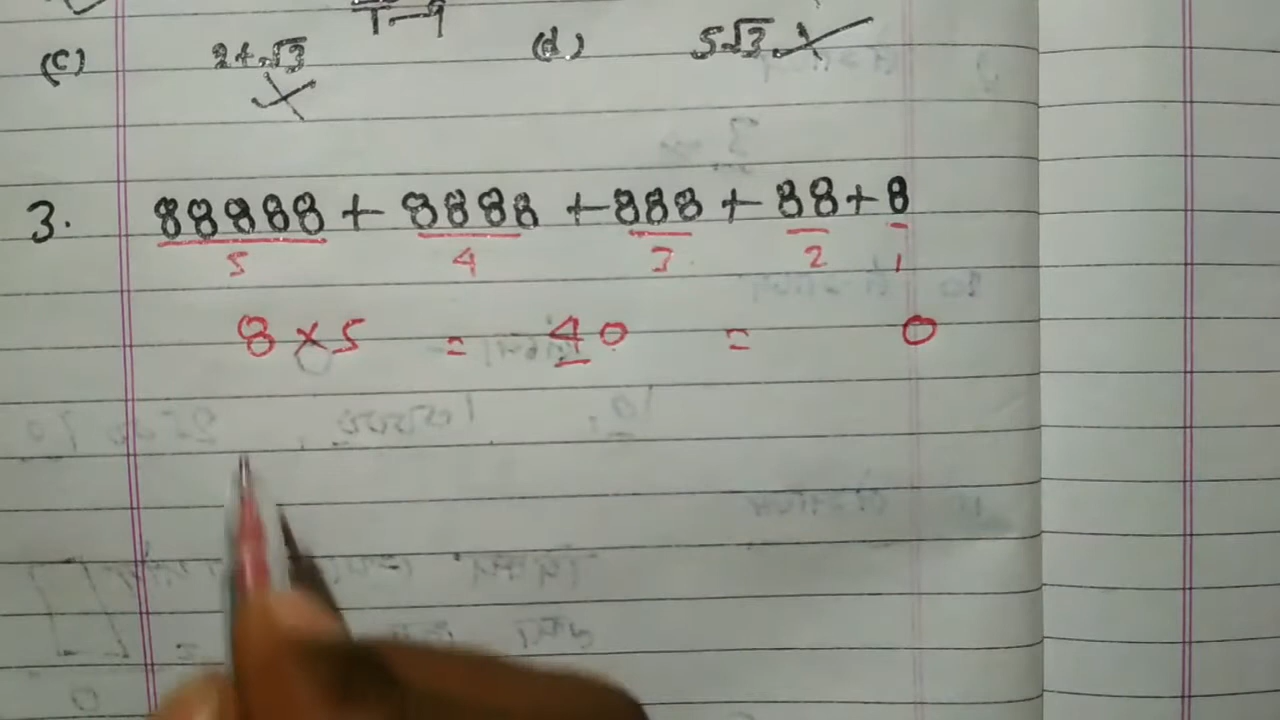 T-9
(c) 2+√3 (d) 5√3
3. 88888 + 8888 + 888 + 88 + 8
5 4 3 2 1
8 × 5 = 40 = 0